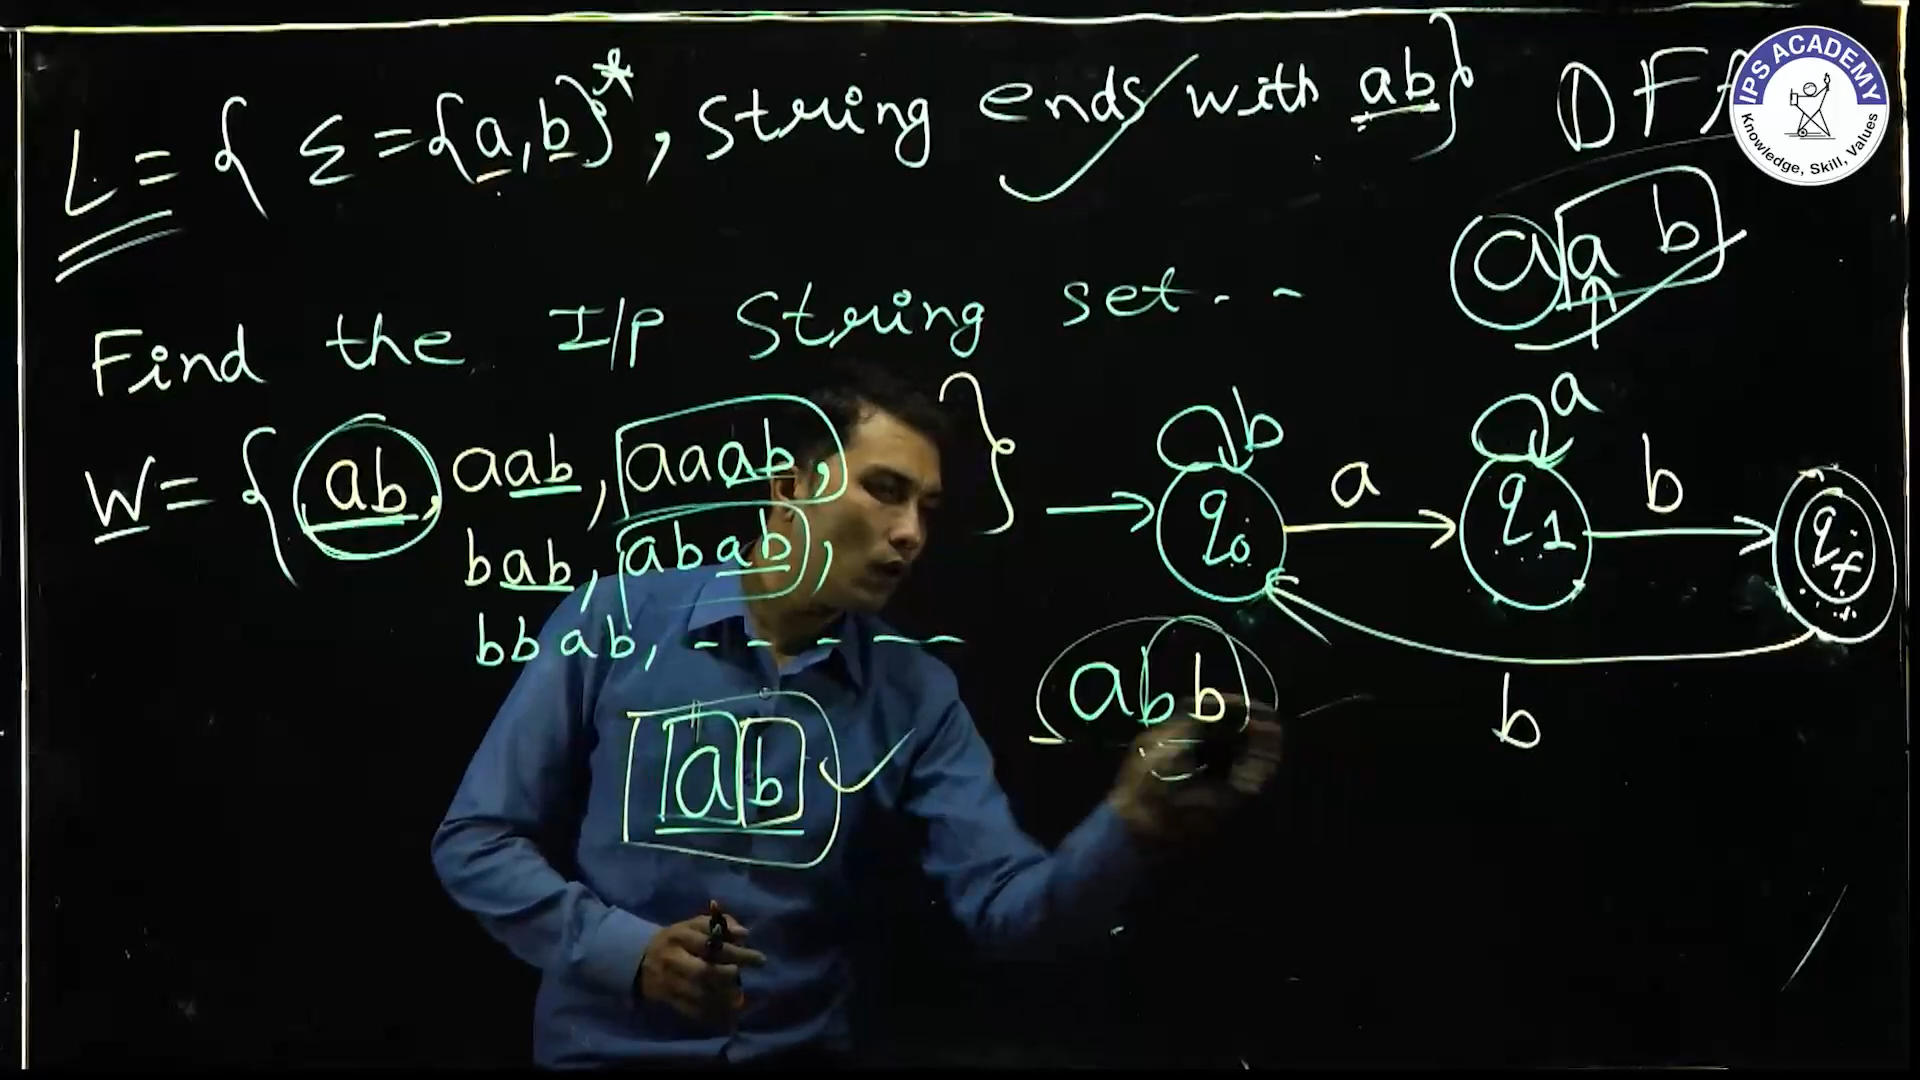 L = { Σ = {a,b}*, String ends with ab}
DFA
IPS ACADEMY
Knowledge, Skill, Values
aab
Find the I/P String set - -
W = { ab, aab, aaab, }
bab, abab,
bbab, - - - -
b
a
a
b
q0
q1
qf
b
abb
ab